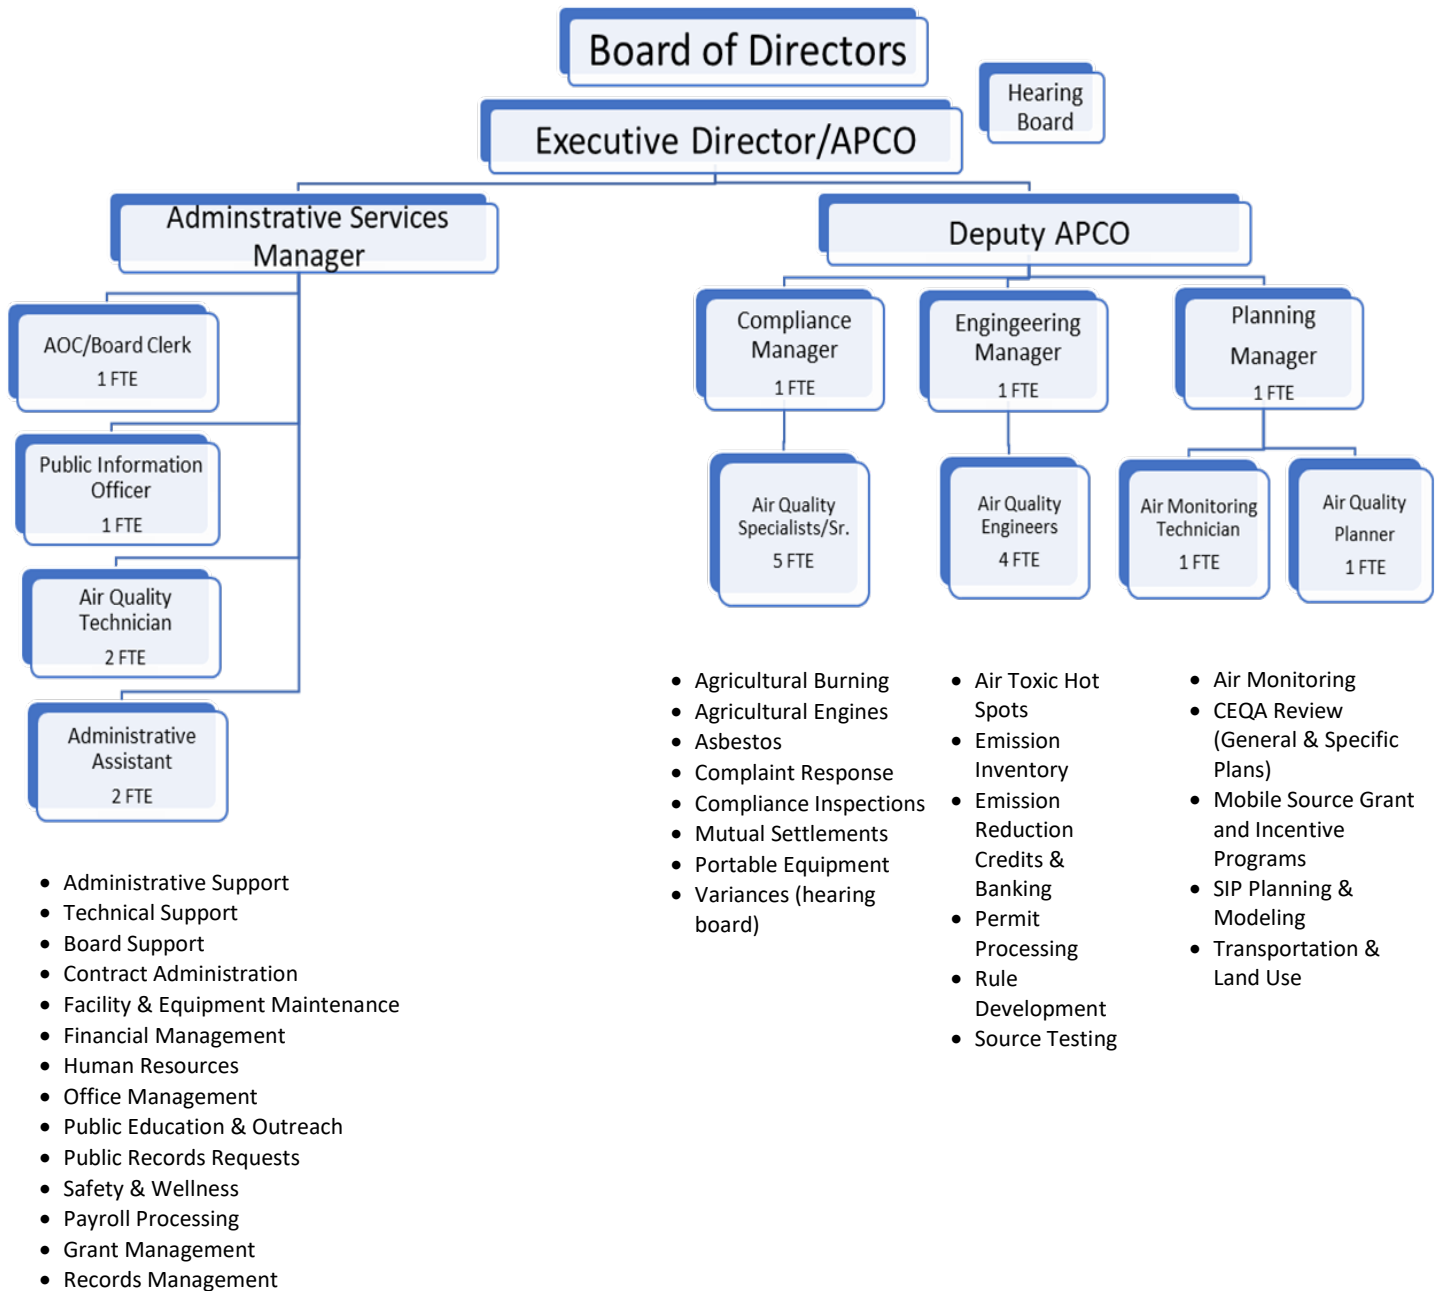 Board of Directors
Hearing
Board
Executive Director/APCO
Adminstrative Services
Manager
Deputy APCO
AOC/Board Clerk
1 FTE
Public Information
Officer
1 FTE
Air Quality
Technician
2 FTE
Administrative
Assistant
2 FTE
Compliance
Manager
1 FTE
Engingeering
Manager
1 FTE
Planning
Manager
1 FTE
Air Quality
Specialists/Sr.
5 FTE
Air Quality
Engineers
4 FTE
Air Monitoring
Technician
1 FTE
Air Quality
Planner
1 FTE
• Administrative Support
• Technical Support
• Board Support
• Contract Administration
• Facility & Equipment Maintenance
• Financial Management
• Human Resources
• Office Management
• Public Education & Outreach
• Public Records Requests
• Safety & Wellness
• Payroll Processing
• Grant Management
• Records Management
• Agricultural Burning
• Agricultural Engines
• Asbestos
• Complaint Response
• Compliance Inspections
• Mutual Settlements
• Portable Equipment
• Variances (hearing
board)
• Air Toxic Hot
Spots
• Emission
Inventory
• Emission
Reduction
Credits &
Banking
• Permit
Processing
• Rule
Development
• Source Testing
• Air Monitoring
• CEQA Review
(General & Specific
Plans)
• Mobile Source Grant
and Incentive
Programs
• SIP Planning &
Modeling
• Transportation &
Land Use